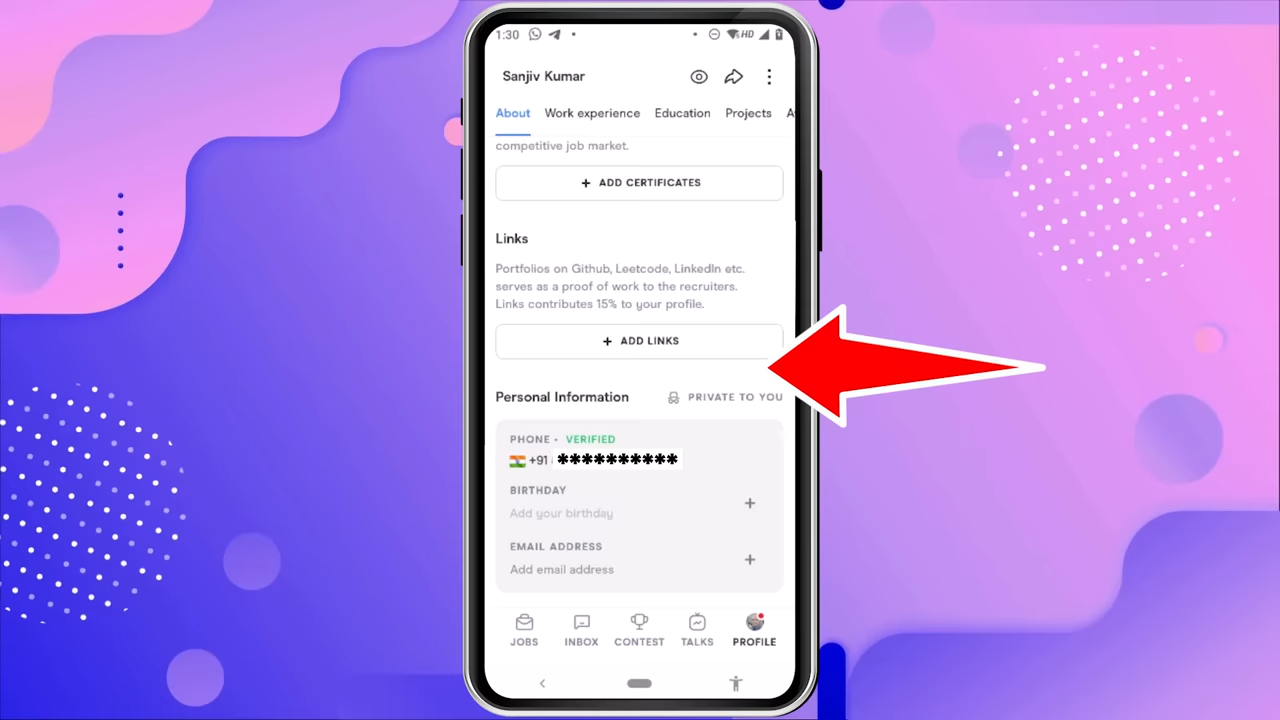 1:30
HD
Sanjiv Kumar
About Work experience Education Projects A
competitive job market.
+ ADD CERTIFICATES
Links
Portfolios on Github, Leetcode, LinkedIn etc.
serves as a proof of work to the recruiters.
Links contributes 15% to your profile.
+ ADD LINKS
Personal Information PRIVATE TO YOU
PHONE • VERIFIED
+91 **********
BIRTHDAY
Add your birthday
+
EMAIL ADDRESS
Add email address
+
JOBS INBOX CONTEST TALKS PROFILE